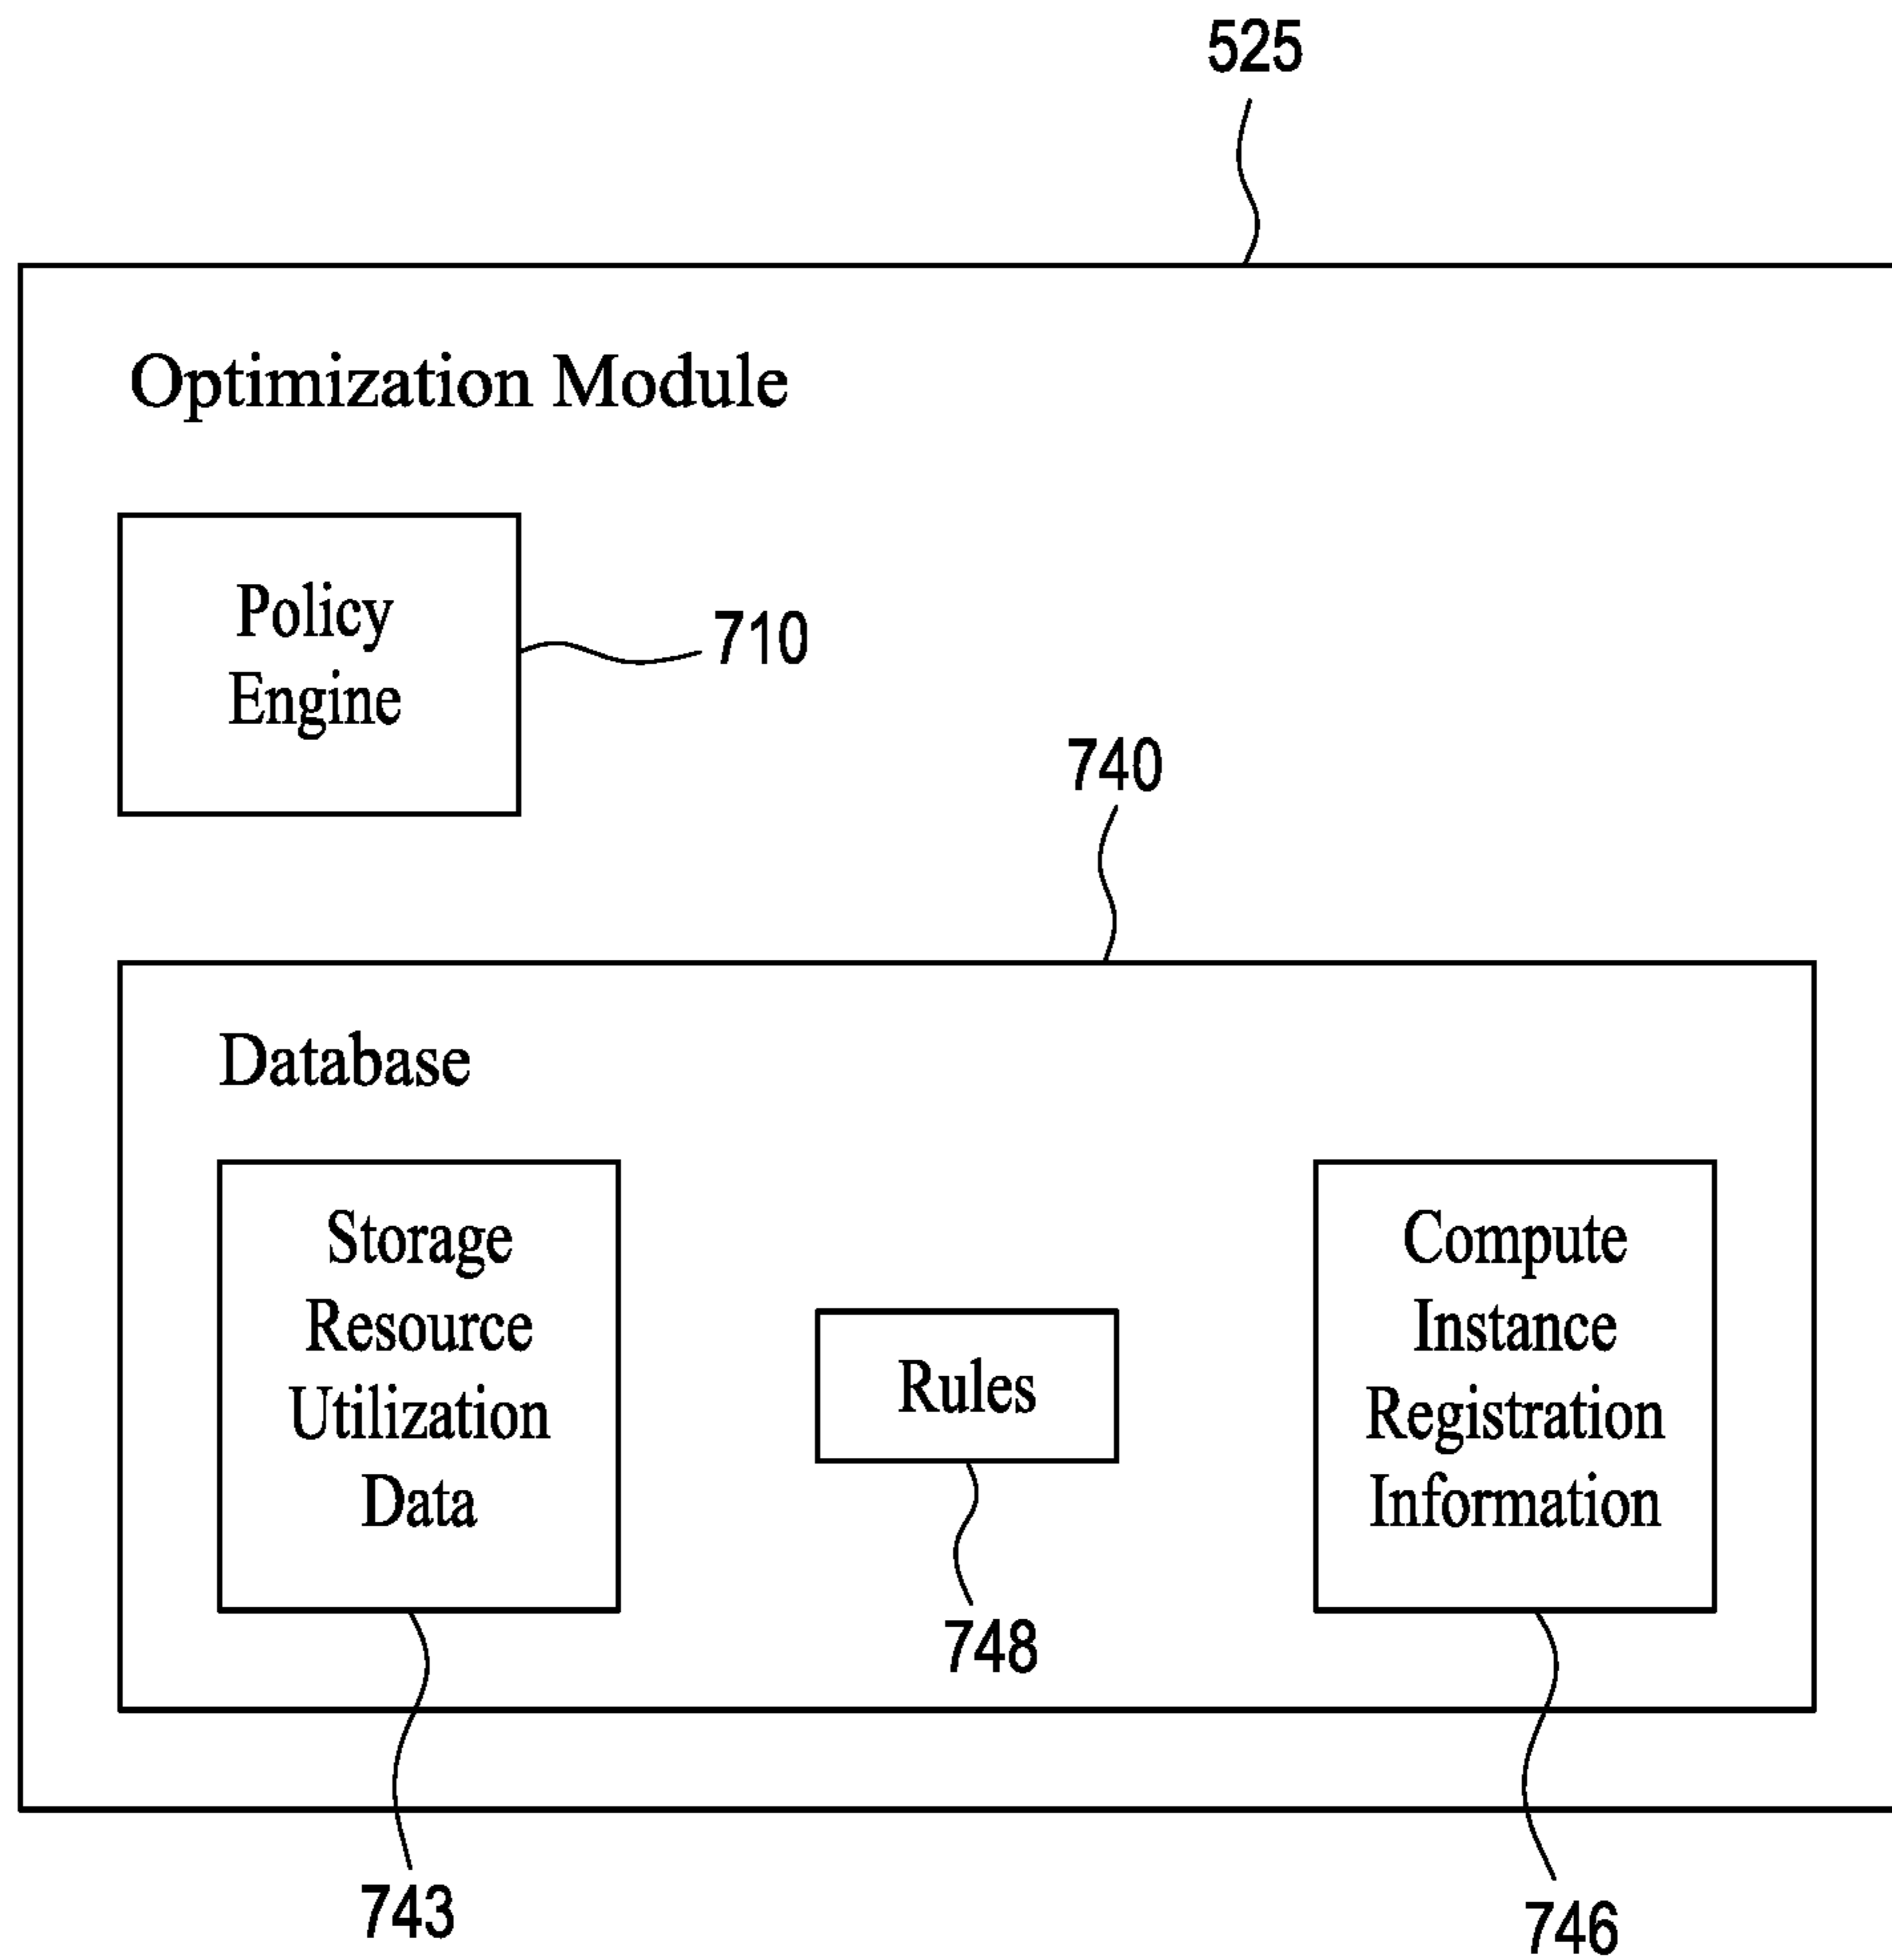 525
Optimization Module
Policy
Engine
710
740
Database
Storage
Resource
Utilization
Data
Rules
Compute
Instance
Registration
Information
748
743
746